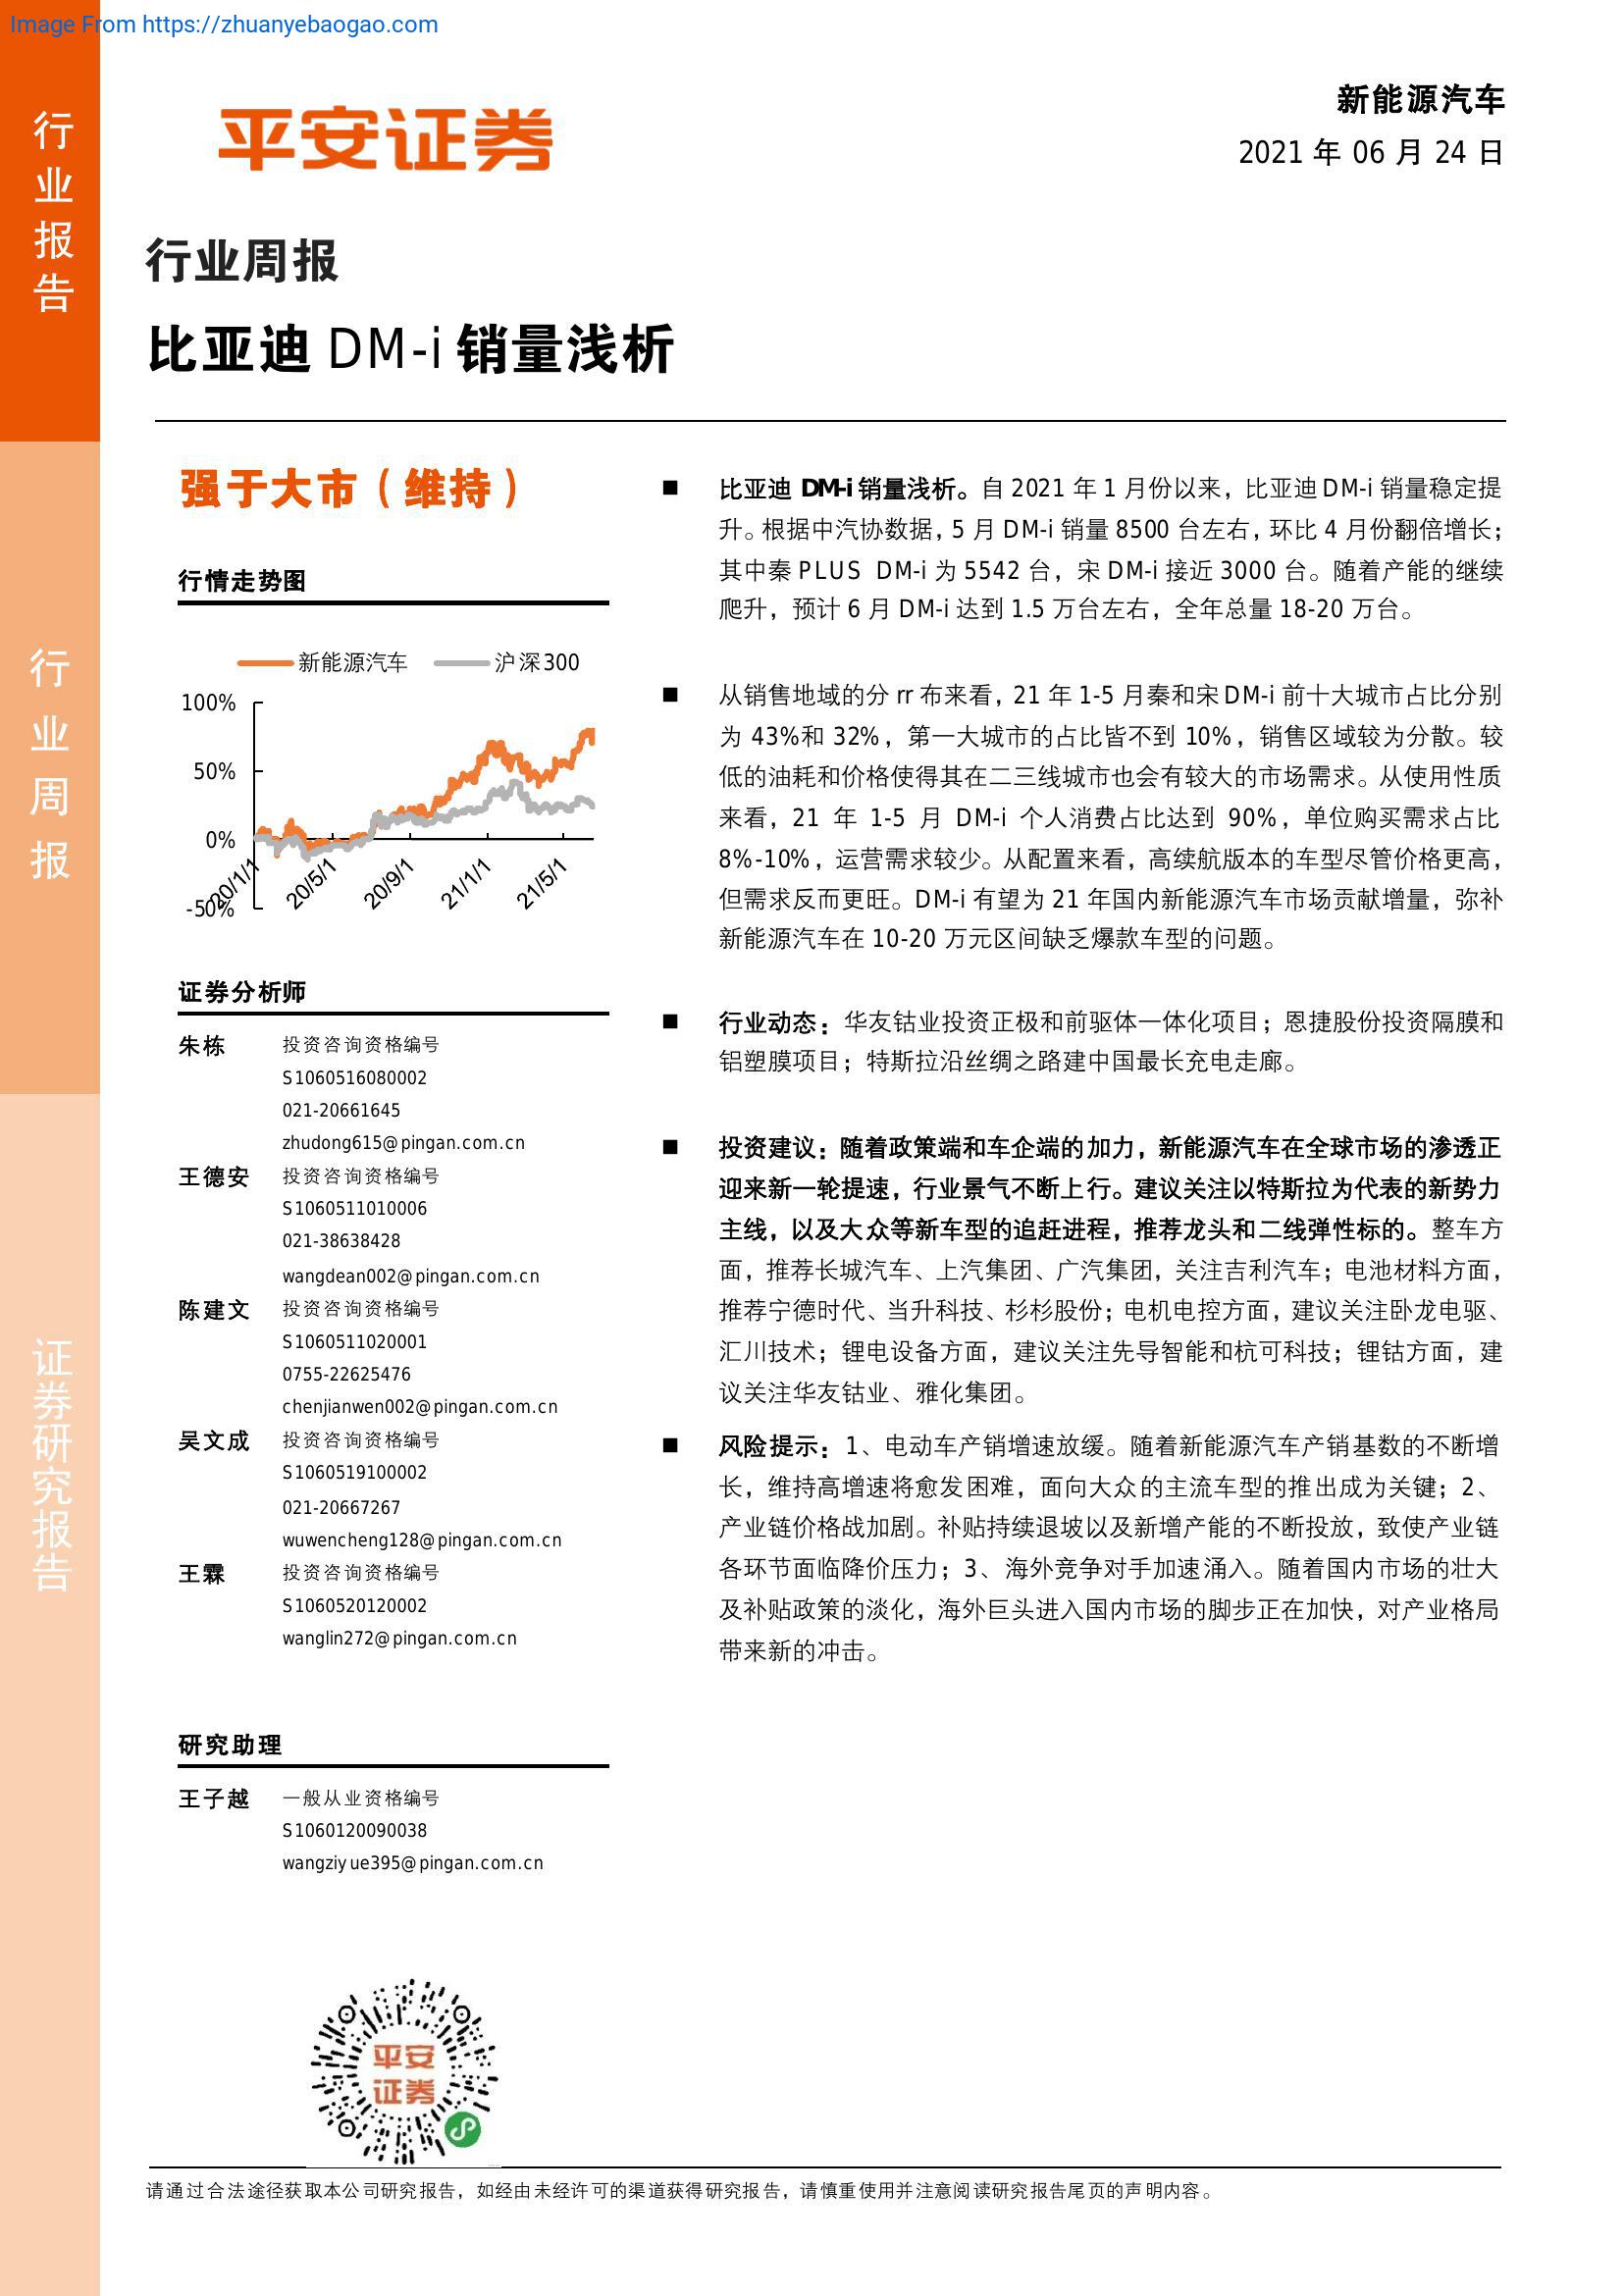 Image From https://zhuanyebaogao.com
行业报告
行业周报
证券研究报告
平安证券
新能源汽车
2021 年 06 月 24 日
行业周报
比亚迪 DM-i 销量浅析
强于大市（维持）
行情走势图
新能源汽车 沪深300
100%
50%
0%
-50%
20/1/1 20/5/1 20/9/1 21/1/1 21/5/1
证券分析师
朱栋 投资咨询资格编号
S1060516080002
021-20661645
zhudong615@pingan.com.cn
王德安 投资咨询资格编号
S1060511010006
021-38638428
wangdean002@pingan.com.cn
陈建文 投资咨询资格编号
S1060511020001
0755-22625476
chenjianwen002@pingan.com.cn
吴文成 投资咨询资格编号
S1060519100002
021-20667267
wuwencheng128@pingan.com.cn
王霖 投资咨询资格编号
S1060520120002
wanglin272@pingan.com.cn
研究助理
王子越 一般从业资格编号
S1060120090038
wangziyue395@pingan.com.cn
平安
证券
■ 比亚迪 DM-i 销量浅析。自 2021 年 1 月份以来，比亚迪 DM-i 销量稳定提
升。根据中汽协数据，5 月 DM-i 销量 8500 台左右，环比 4 月份翻倍增长；
其中秦 PLUS DM-i 为 5542 台，宋 DM-i 接近 3000 台。随着产能的继续
爬升，预计 6 月 DM-i 达到 1.5 万台左右，全年总量 18-20 万台。
■ 从销售地域的分 rr 布来看，21 年 1-5 月秦和宋 DM-i 前十大城市占比分别
为 43%和 32%，第一大城市的占比皆不到 10%，销售区域较为分散。较
低的油耗和价格使得其在二三线城市也会有较大的市场需求。从使用性质
来看，21 年 1-5 月 DM-i 个人消费占比达到 90%，单位购买需求占比
8%-10%，运营需求较少。从配置来看，高续航版本的车型尽管价格更高，
但需求反而更旺。DM-i 有望为 21 年国内新能源汽车市场贡献增量，弥补
新能源汽车在 10-20 万元区间缺乏爆款车型的问题。
■ 行业动态：华友钴业投资正极和前驱体一体化项目；恩捷股份投资隔膜和
铝塑膜项目；特斯拉沿丝绸之路建中国最长充电走廊。
■ 投资建议：随着政策端和车企端的加力，新能源汽车在全球市场的渗透正
迎来新一轮提速，行业景气不断上行。建议关注以特斯拉为代表的新势力
主线，以及大众等新车型的追赶进程，推荐龙头和二线弹性标的。整车方
面，推荐长城汽车、上汽集团、广汽集团，关注吉利汽车；电池材料方面，
推荐宁德时代、当升科技、杉杉股份；电机电控方面，建议关注卧龙电驱、
汇川技术；锂电设备方面，建议关注先导智能和杭可科技；锂钴方面，建
议关注华友钴业、雅化集团。
■ 风险提示：1、电动车产销增速放缓。随着新能源汽车产销基数的不断增
长，维持高增速将愈发困难，面向大众的主流车型的推出成为关键；2、
产业链价格战加剧。补贴持续退坡以及新增产能的不断投放，致使产业链
各环节面临降价压力；3、海外竞争对手加速涌入。随着国内市场的壮大
及补贴政策的淡化，海外巨头进入国内市场的脚步正在加快，对产业格局
带来新的冲击。
请通过合法途径获取本公司研究报告，如经由未经许可的渠道获得研究报告，请慎重使用并注意阅读研究报告尾页的声明内容。